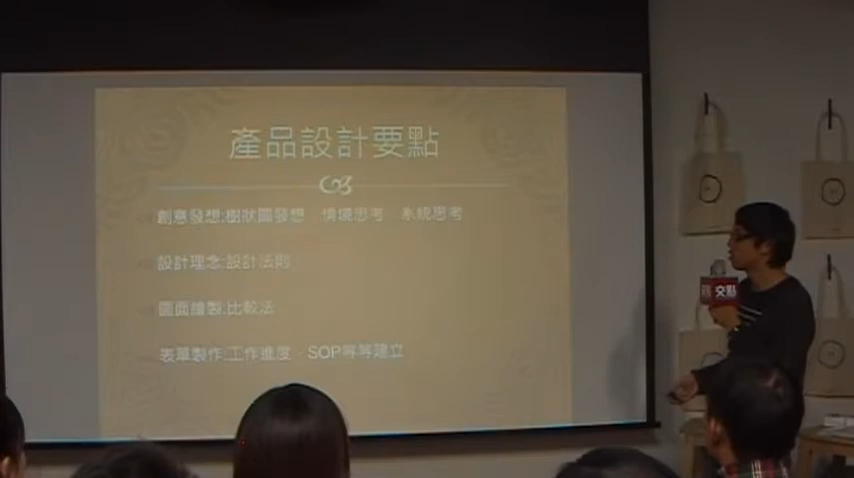 產品設計要點
創意發想:樹狀圖發想 情境思考 系統思考
設計理念:設計法則
圖面繪製:比較法
表單製作:工作進度、SOP等等建立
交點